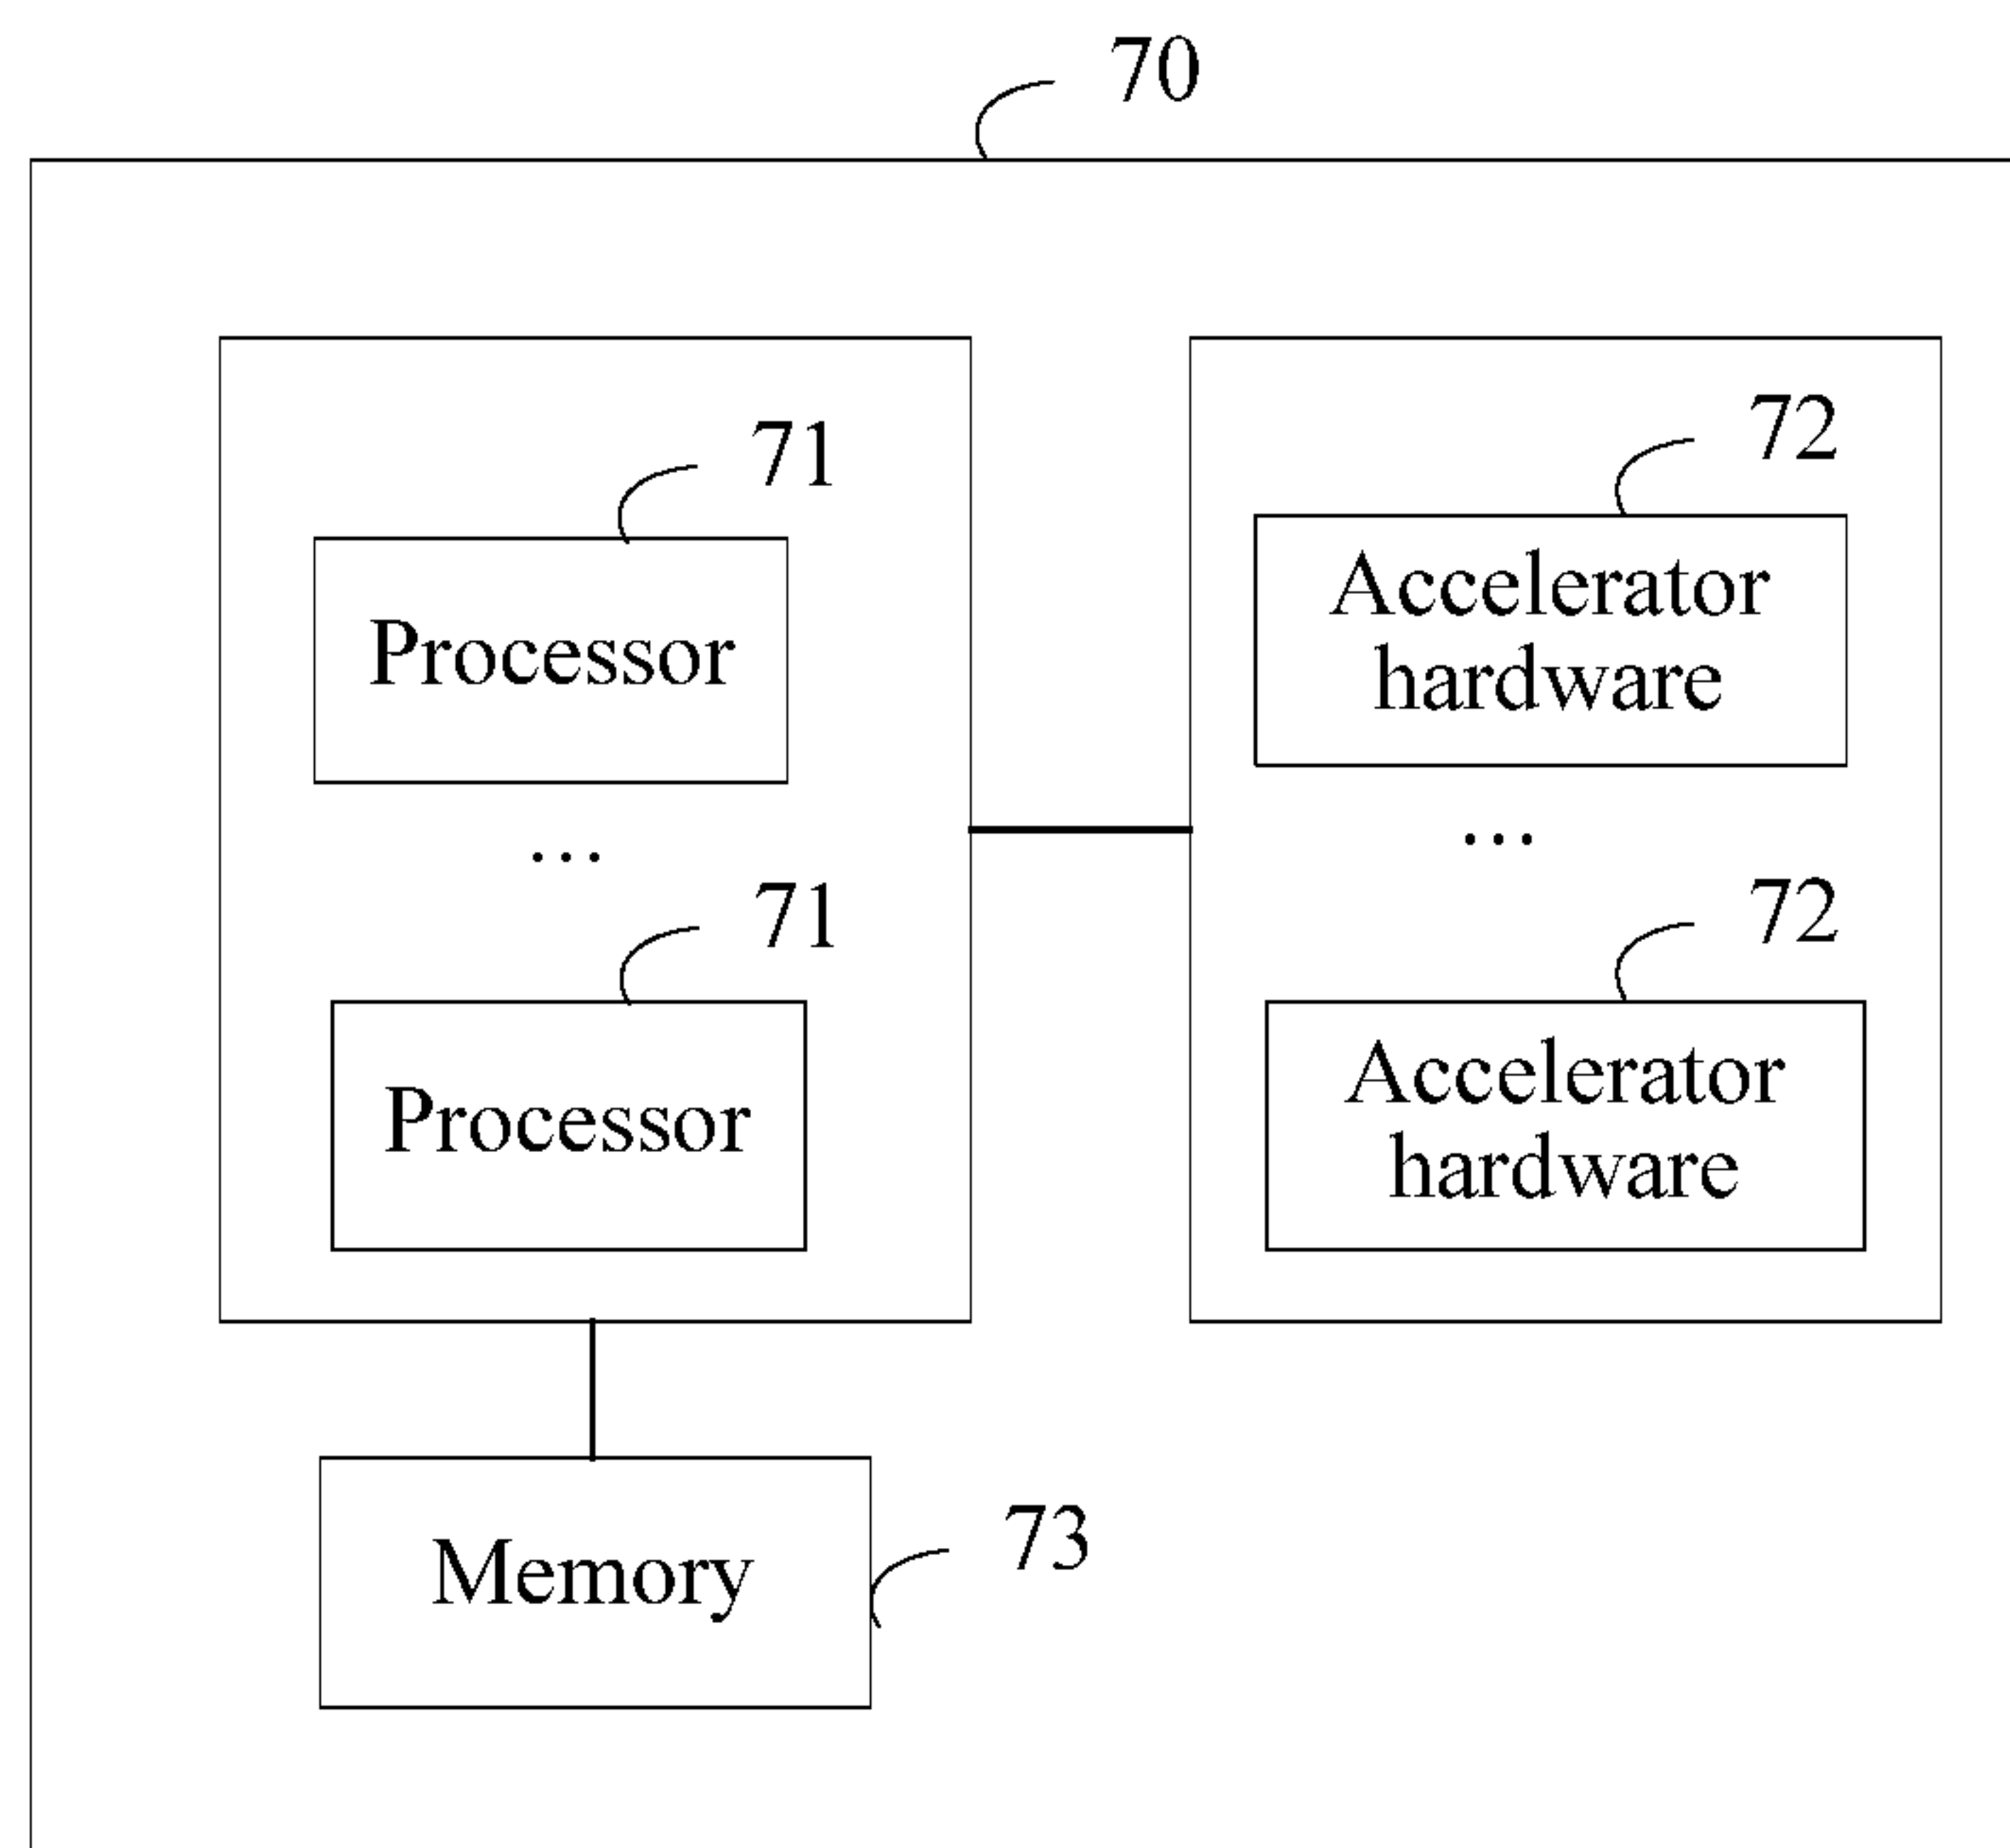 70
71
Processor
...
71
Processor
72
Accelerator
hardware
...
72
Accelerator
hardware
Memory
73